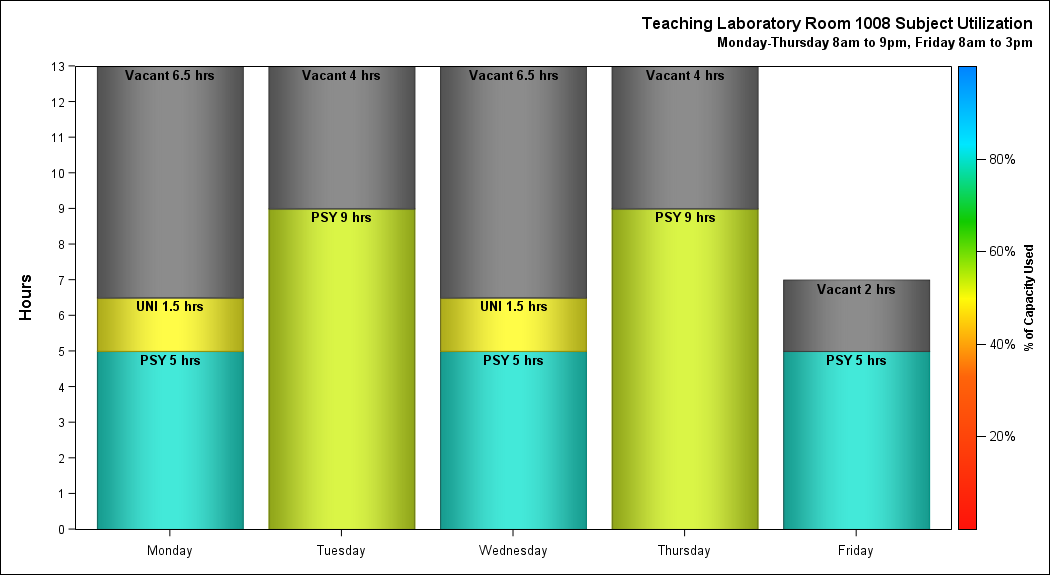 Teaching Laboratory Room 1008 Subject Utilization
Monday-Thursday 8am to 9pm, Friday 8am to 3pm
Hours
13
12
11
10
9
8
7
6
5
4
3
2
1
0
Vacant 6.5 hrs
UNI 1.5 hrs
PSY 5 hrs
Vacant 4 hrs
PSY 9 hrs
Vacant 6.5 hrs
UNI 1.5 hrs
PSY 5 hrs
Vacant 4 hrs
PSY 9 hrs
Vacant 2 hrs
PSY 5 hrs
Monday
Tuesday
Wednesday
Thursday
Friday
80%
60%
40%
20%
% of Capacity Used